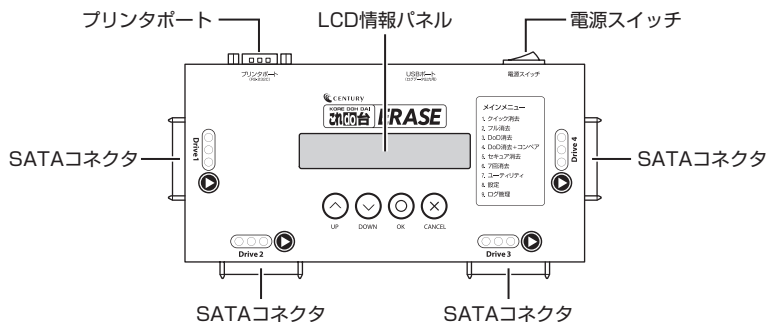 プリンタポート
LCD情報パネル
電源スイッチ
プリンタポート
USBポート
電源スイッチ
CENTURY
KORE DOH DAI
これdo台 ERASE
メインメニュー
1. クイック消去
2. フル消去
3. DoD消去
4. DoD消去+コンペア
5. セキュア消去
6. 7回消去
7. ユーティリティ
8. 設定
9. ログ管理
Drive 1
Drive 4
SATAコネクタ
SATAコネクタ
UP
DOWN
OK
CANCEL
Drive 2
Drive 3
SATAコネクタ
SATAコネクタ